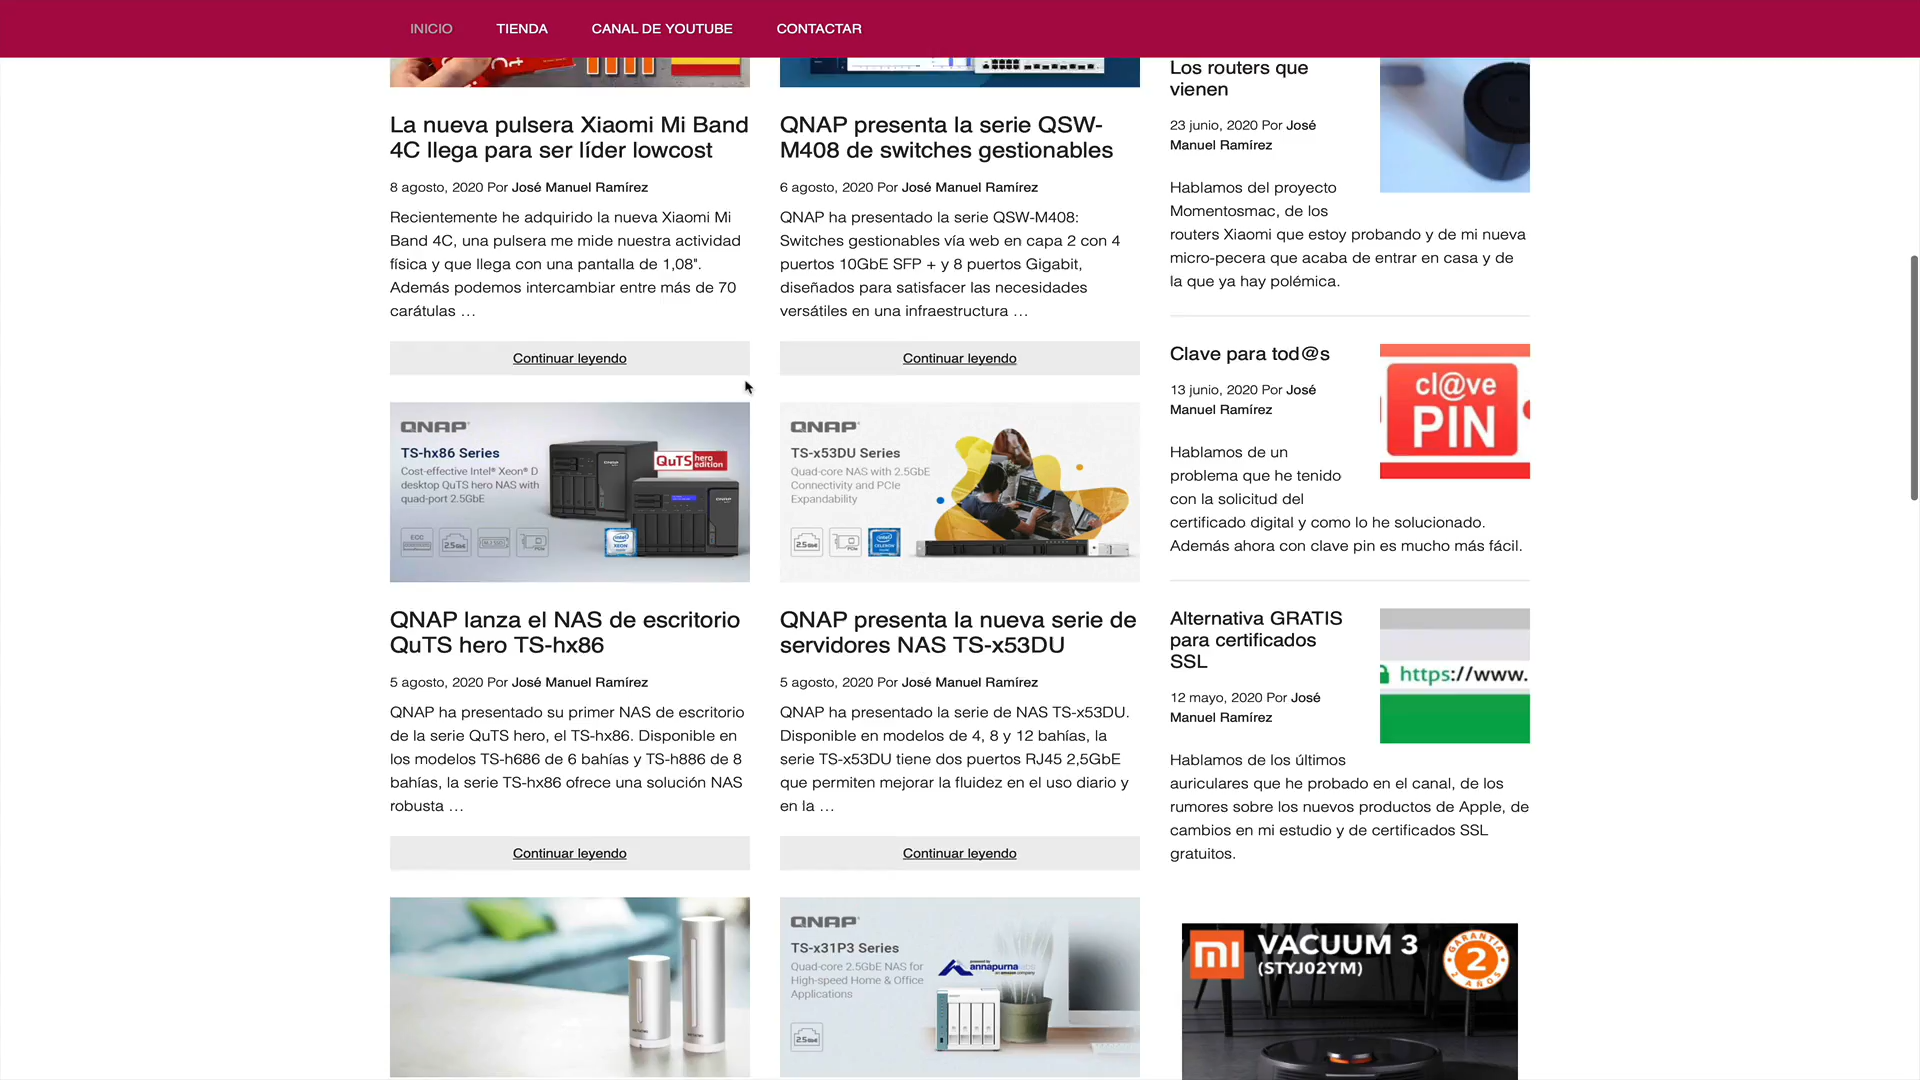 INICIO
TIENDA
CANAL DE YOUTUBE
CONTACTAR
La nueva pulsera Xiaomi Mi Band
4C llega para ser líder lowcost
8 agosto, 2020 Por José Manuel Ramírez
Recientemente he adquirido la nueva Xiaomi Mi
Band 4C, una pulsera me mide nuestra actividad
física y que llega con una pantalla de 1,08".
Además podemos intercambiar entre más de 70
carátulas …
Continuar leyendo
QNAP
TS-hx86 Series
Cost-effective Intel® Xeon® D
desktop QuTS hero NAS with
quad-port 2.5GbE
QuTS hero edition
ECC
2.5GbE
PCIe
intel
XEON
QNAP lanza el NAS de escritorio
QuTS hero TS-hx86
5 agosto, 2020 Por José Manuel Ramírez
QNAP ha presentado su primer NAS de escritorio
de la serie QuTS hero, el TS-hx86. Disponible en
los modelos TS-h686 de 6 bahías y TS-h886 de 8
bahías, la serie TS-hx86 ofrece una solución NAS
robusta …
Continuar leyendo
QNAP presenta la serie QSW-
M408 de switches gestionables
6 agosto, 2020 Por José Manuel Ramírez
QNAP ha presentado la serie QSW-M408:
Switches gestionables vía web en capa 2 con 4
puertos 10GbE SFP + y 8 puertos Gigabit,
diseñados para satisfacer las necesidades
versátiles en una infraestructura …
Continuar leyendo
QNAP
TS-x53DU Series
Quad-core NAS with 2.5GbE
Connectivity and PCIe
Expandability
2.5GbE
PCIe
intel
CELERON
QNAP presenta la nueva serie de
servidores NAS TS-x53DU
5 agosto, 2020 Por José Manuel Ramírez
QNAP ha presentado la serie de NAS TS-x53DU.
Disponible en modelos de 4, 8 y 12 bahías, la
serie TS-x53DU tiene dos puertos RJ45 2,5GbE
que permiten mejorar la fluidez en el uso diario y
en la …
Continuar leyendo
QNAP
TS-x31P3 Series
Quad-core 2.5GbE NAS for
High-speed Home & Office
Applications
powered by
annapurnalabs
an amazon company
2.5GbE
Los routers que
vienen
23 junio, 2020 Por José
Manuel Ramírez
Hablamos del proyecto
Momentosmac, de los
routers Xiaomi que estoy probando y de mi nueva
micro-pecera que acaba de entrar en casa y de
la que ya hay polémica.
Clave para tod@s
13 junio, 2020 Por José
Manuel Ramírez
cl@ve
PIN
Hablamos de un
problema que he tenido
con la solicitud del
certificado digital y como lo he solucionado.
Además ahora con clave pin es mucho más fácil.
Alternativa GRATIS
para certificados
SSL
12 mayo, 2020 Por José
Manuel Ramírez
https://www.
Hablamos de los últimos
auriculares que he probado en el canal, de los
rumores sobre los nuevos productos de Apple, de
cambios en mi estudio y de certificados SSL
gratuitos.
mi VACUUM 3
(STYJ02YM)
GARANTIA
2
AÑOS